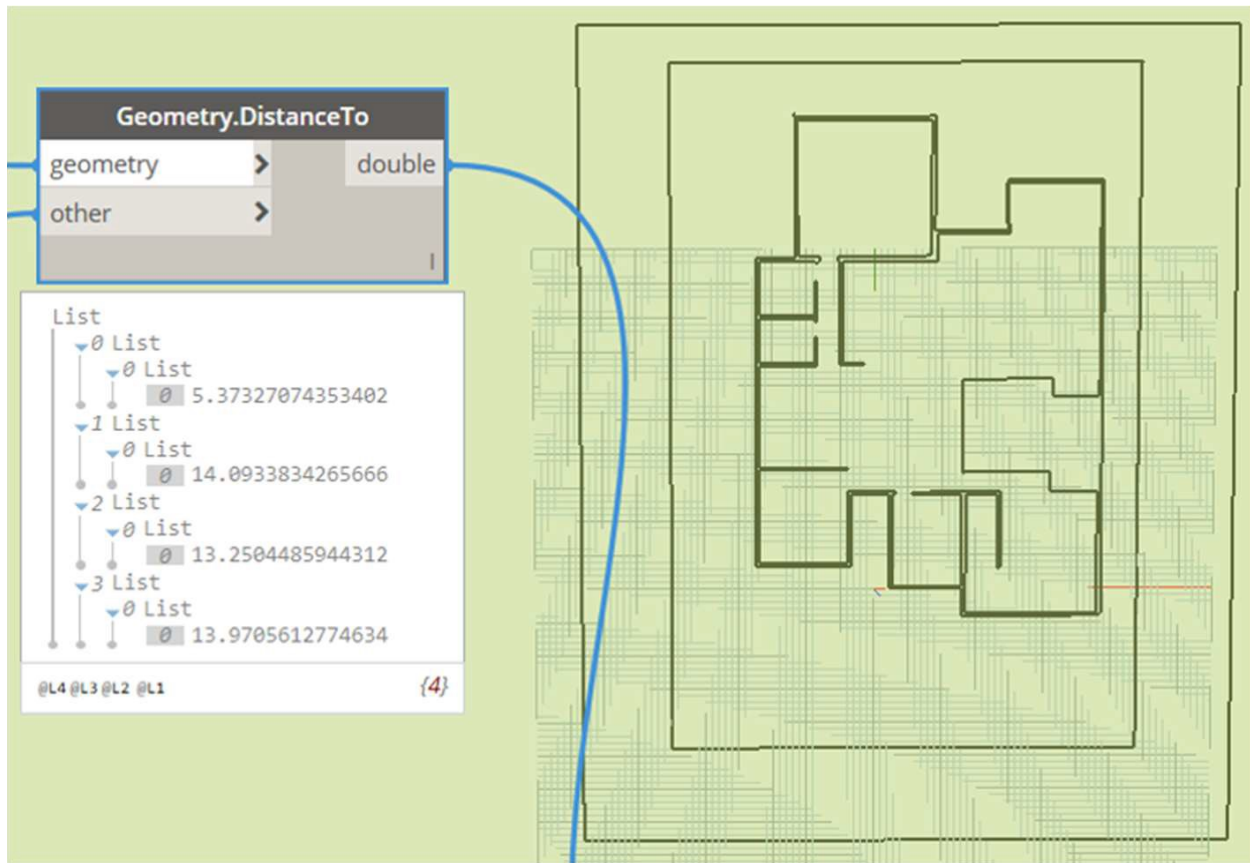 Geometry.DistanceTo
geometry > double
other >
l
List
0 List
0 List
0 5.37327074353402
1 List
0 List
0 14.0933834265666
2 List
0 List
0 13.2504485944312
3 List
0 List
0 13.9705612774634
@L4 @L3 @L2 @L1 {4}